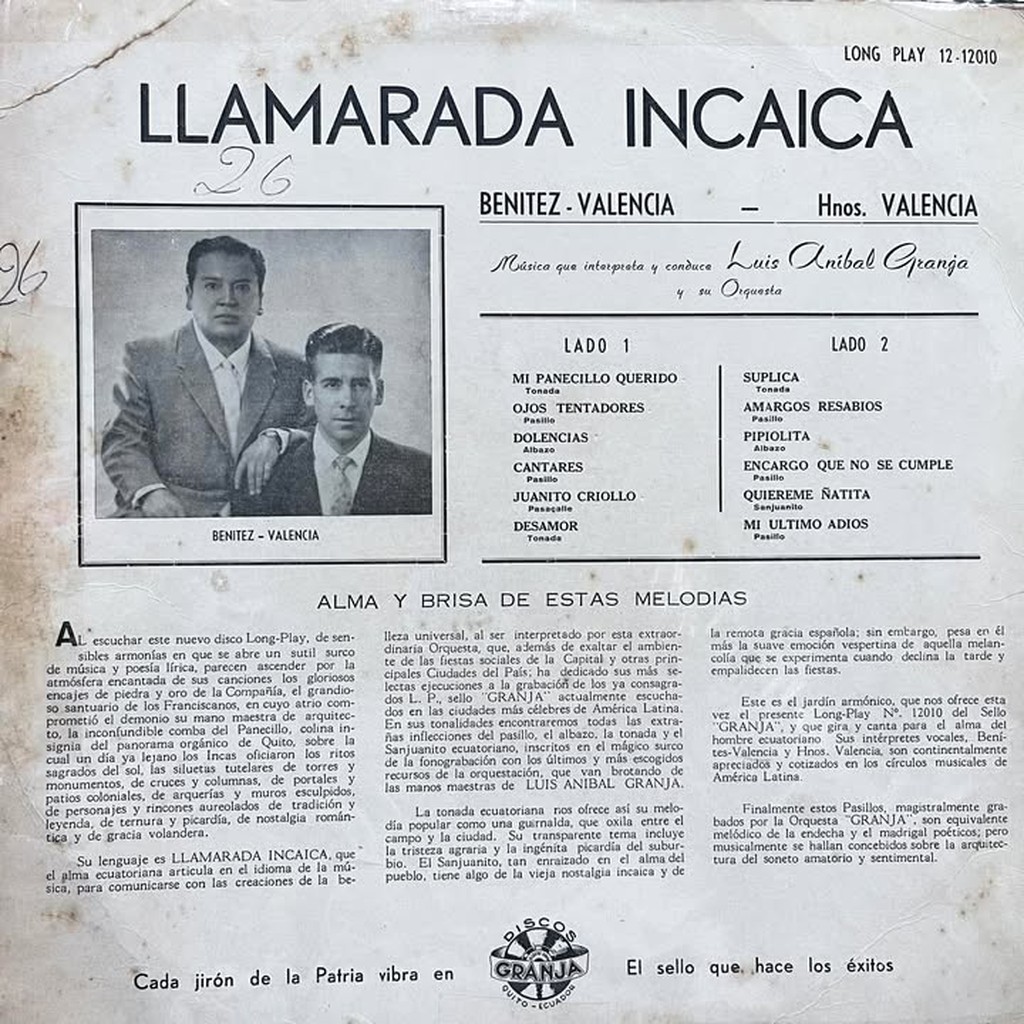 LONG PLAY 12-12010
LLAMARADA INCAICA
26
26
BENITEZ - VALENCIA — Hnos. VALENCIA
Música que interpreta y conduce Luis Aníbal Granja
y su Orquesta
LADO 1
MI PANECILLO QUERIDO
Tonada
OJOS TENTADORES
Pasillo
DOLENCIAS
Albazo
CANTARES
Pasillo
JUANITO CRIOLLO
Pasacalle
DESAMOR
Tonada
LADO 2
SUPLICA
Tonada
AMARGOS RESABIOS
Pasillo
PIPIOLITA
Albazo
ENCARGO QUE NO SE CUMPLE
Pasillo
QUIEREME ÑATITA
Sanjuanito
MI ULTIMO ADIOS
Pasillo
BENITEZ - VALENCIA
ALMA Y BRISA DE ESTAS MELODIAS
AL escuchar este nuevo disco Long-Play, de sen-
sibles armonías en que se abre un sutil surco
de música y poesía lírica, parecen ascender por la
atmósfera encantada de sus canciones los gloriosos
encajes de piedra y oro de la Compañía, el grandio-
so santuario de los Franciscanos, en cuyo atrio com-
prometió el demonio su mano maestra de arquitec-
to, la inconfundible comba del Panecillo, colina in-
signia del panorama orgánico de Quito, sobre la
cual un día ya lejano los Incas oficiaron los ritos
sagrados del sol, las siluetas tutelares de torres y
monumentos, de cruces y columnas, de portales y
patios coloniales, de arquerías y muros esculpidos,
de personajes y rincones aureolados de tradición y
leyenda, de ternura y picardía, de nostalgia román-
tica y de gracia volandera.
Su lenguaje es LLAMARADA INCAICA, que
el alma ecuatoriana articula en el idioma de la mú-
sica, para comunicarse con las creaciones de la be-
lleza universal, al ser interpretado por esta extraor-
dinaria Orquesta, que, además de exaltar el ambien-
te de las fiestas sociales de la Capital y otras prin-
cipales Ciudades del País; ha dedicado sus más se-
lectas ejecuciones a la grabación de los ya consagra-
dos L. P., sello "GRANJA" actualmente escucha-
dos en las ciudades más célebres de América Latina.
En sus tonalidades encontraremos todas las extra-
ñas inflecciones del pasillo, el albazo, la tonada y el
Sanjuanito ecuatoriano, inscritos en el mágico surco
de la fonograbación con los últimos y más escogidos
recursos de la orquestación, que van brotando de
las manos maestras de LUIS ANIBAL GRANJA.
La tonada ecuatoriana nos ofrece así su melo-
día popular como una guirnalda, que oxila entre el
campo y la ciudad. Su transparente tema incluye
la tristeza agraria y la ingénita picardía del subur-
bio. El Sanjuanito, tan enraizado en el alma del
pueblo, tiene algo de la vieja nostalgia incaica y de
la remota gracia española; sin embargo, pesa en él
más la suave emoción vespertina de aquella melan-
colía que se experimenta cuando declina la tarde y
empalidecen las fiestas.
Este es el jardín armónico, que nos ofrece esta
vez el presente Long-Play Nº. 12010 del Sello
"GRANJA", y que gira y canta para el alma del
hombre ecuatoriano Sus intérpretes vocales, Bení-
tes-Valencia y Hnos. Valencia, son continentalmente
apreciados y cotizados en los círculos musicales de
América Latina.
Finalmente estos Pasillos, magistralmente gra-
bados por la Orquesta "GRANJA", son equivalente
melódico de la endecha y el madrigal poéticos; pero
musicalmente se hallan concebidos sobre la arquitec-
tura del soneto amatorio y sentimental.
Cada jirón de la Patria vibra en
DISCOS
GRANJA
QUITO - ECUADOR
El sello que hace los éxitos